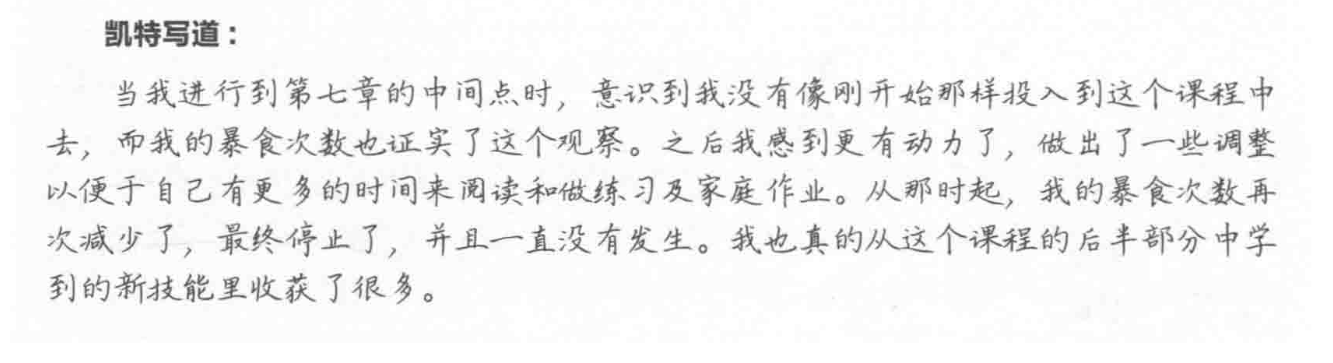 凯特写道：
当我进行到第七章的中间点时，意识到我没有像刚开始那样投入到这个课程中
去，而我的暴食次数也证实了这个观察。之后我感到更有动力了，做出了一些调整
以便于自己有更多的时间来阅读和做练习及家庭作业。从那时起，我的暴食次数再
次减少了，最终停止了，并且一直没有发生。我也真的从这个课程的后半部分中学
到的新技能里收获了很多。